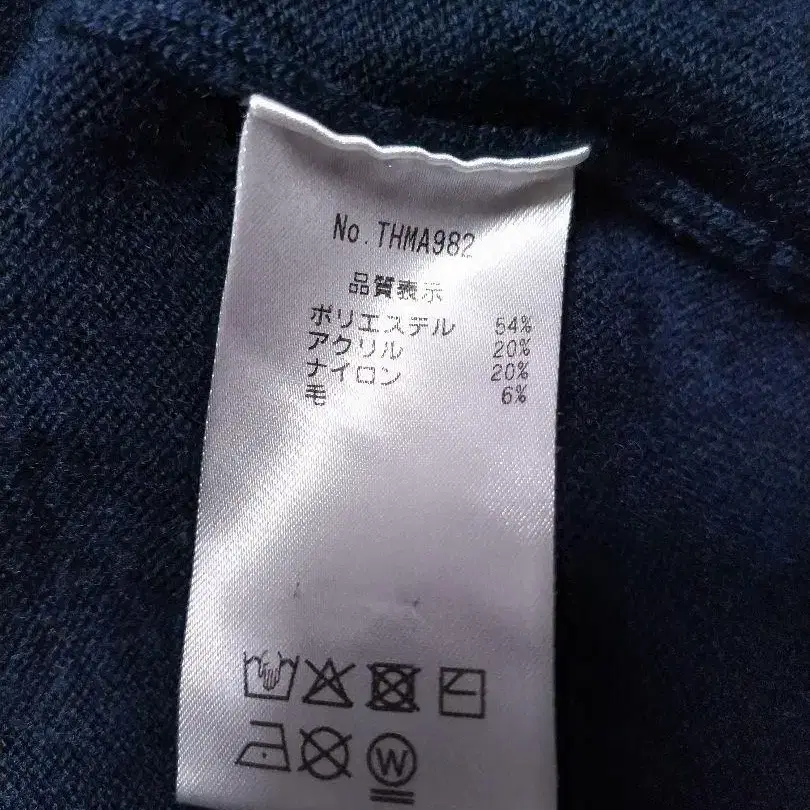 No.THMA982
品質表示
ポリエステル 54%
アクリル 20%
ナイロン 20%
毛 6%
W